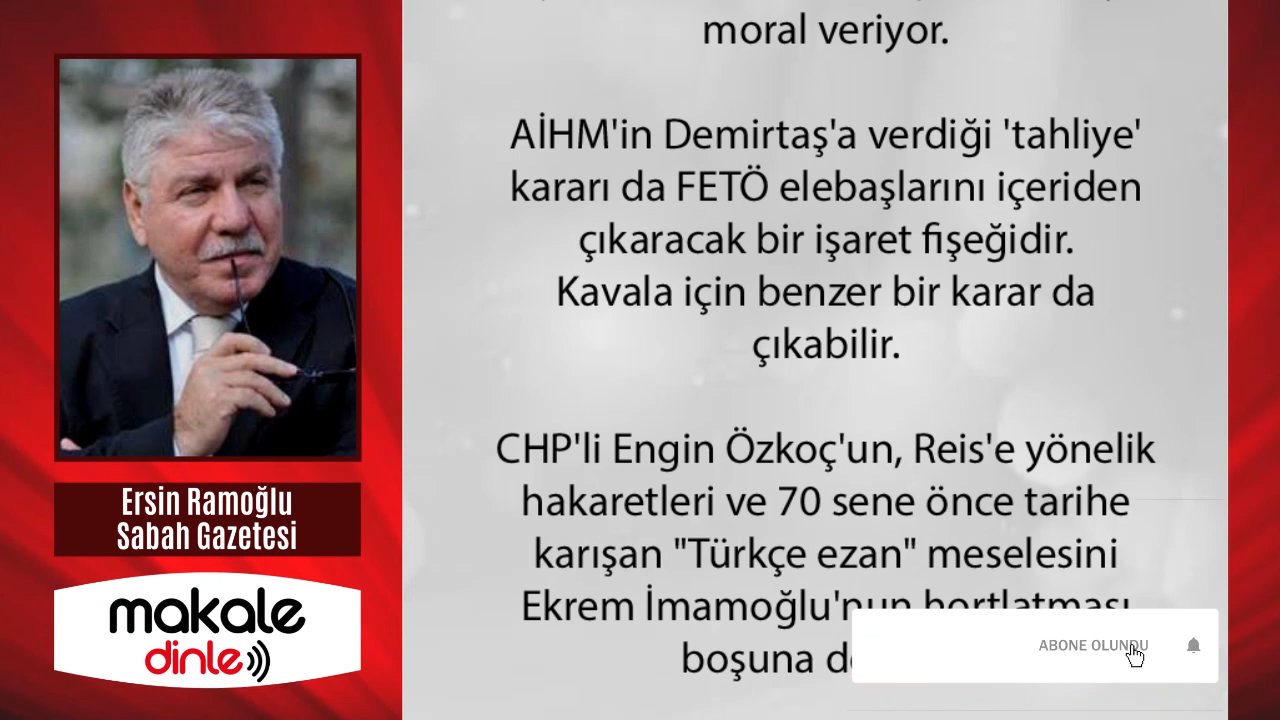 moral veriyor.
AİHM'in Demirtaş'a verdiği 'tahliye'
kararı da FETÖ elebaşlarını içeriden
çıkaracak bir işaret fişeğidir.
Kavala için benzer bir karar da
çıkabilir.
CHP'li Engin Özkoç'un, Reis'e yönelik
hakaretleri ve 70 sene önce tarihe
karışan "Türkçe ezan" meselesini
Ekrem İmamoğlu'nun hortlatması
boşuna
ABONE OLUNDU
Ersin Ramoğlu
Sabah Gazetesi
makale
dinle